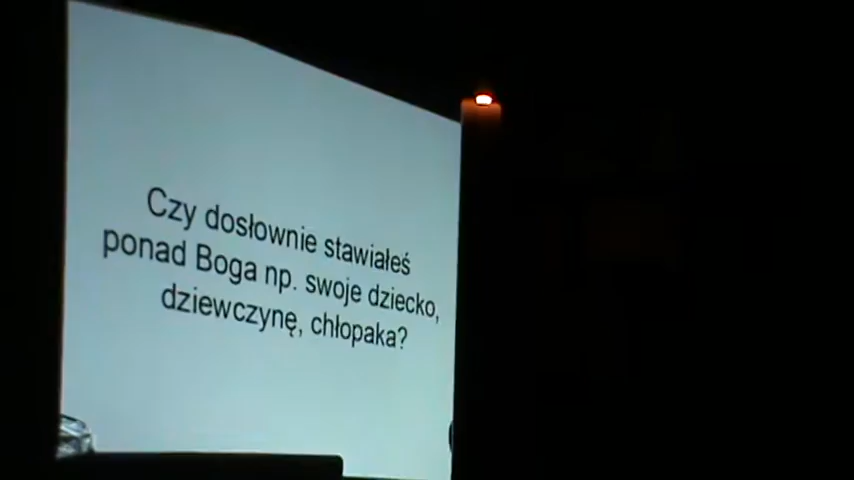 Czy dosłownie stawiałeś
ponad Boga np. swoje dziecko,
dziewczynę, chłopaka?